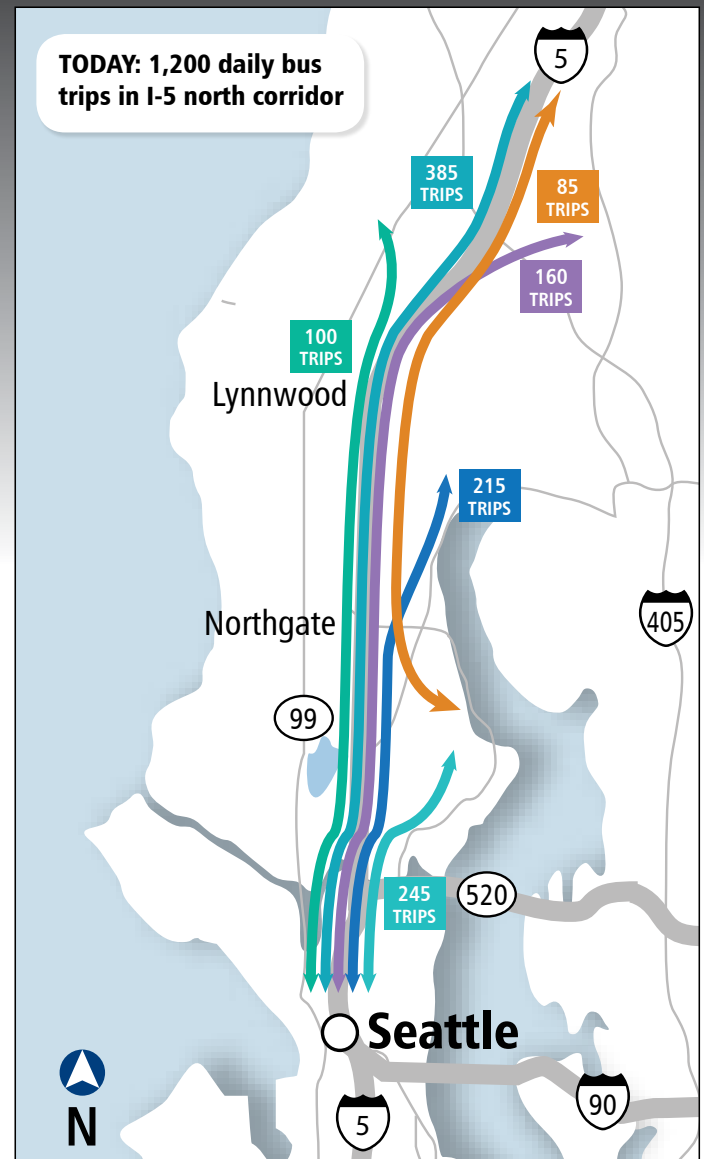 TODAY: 1,200 daily bus
trips in I-5 north corridor
5
385
TRIPS
85
TRIPS
160
TRIPS
100
TRIPS
Lynnwood
215
TRIPS
Northgate
405
99
245
TRIPS
520
Seattle
N
5
90